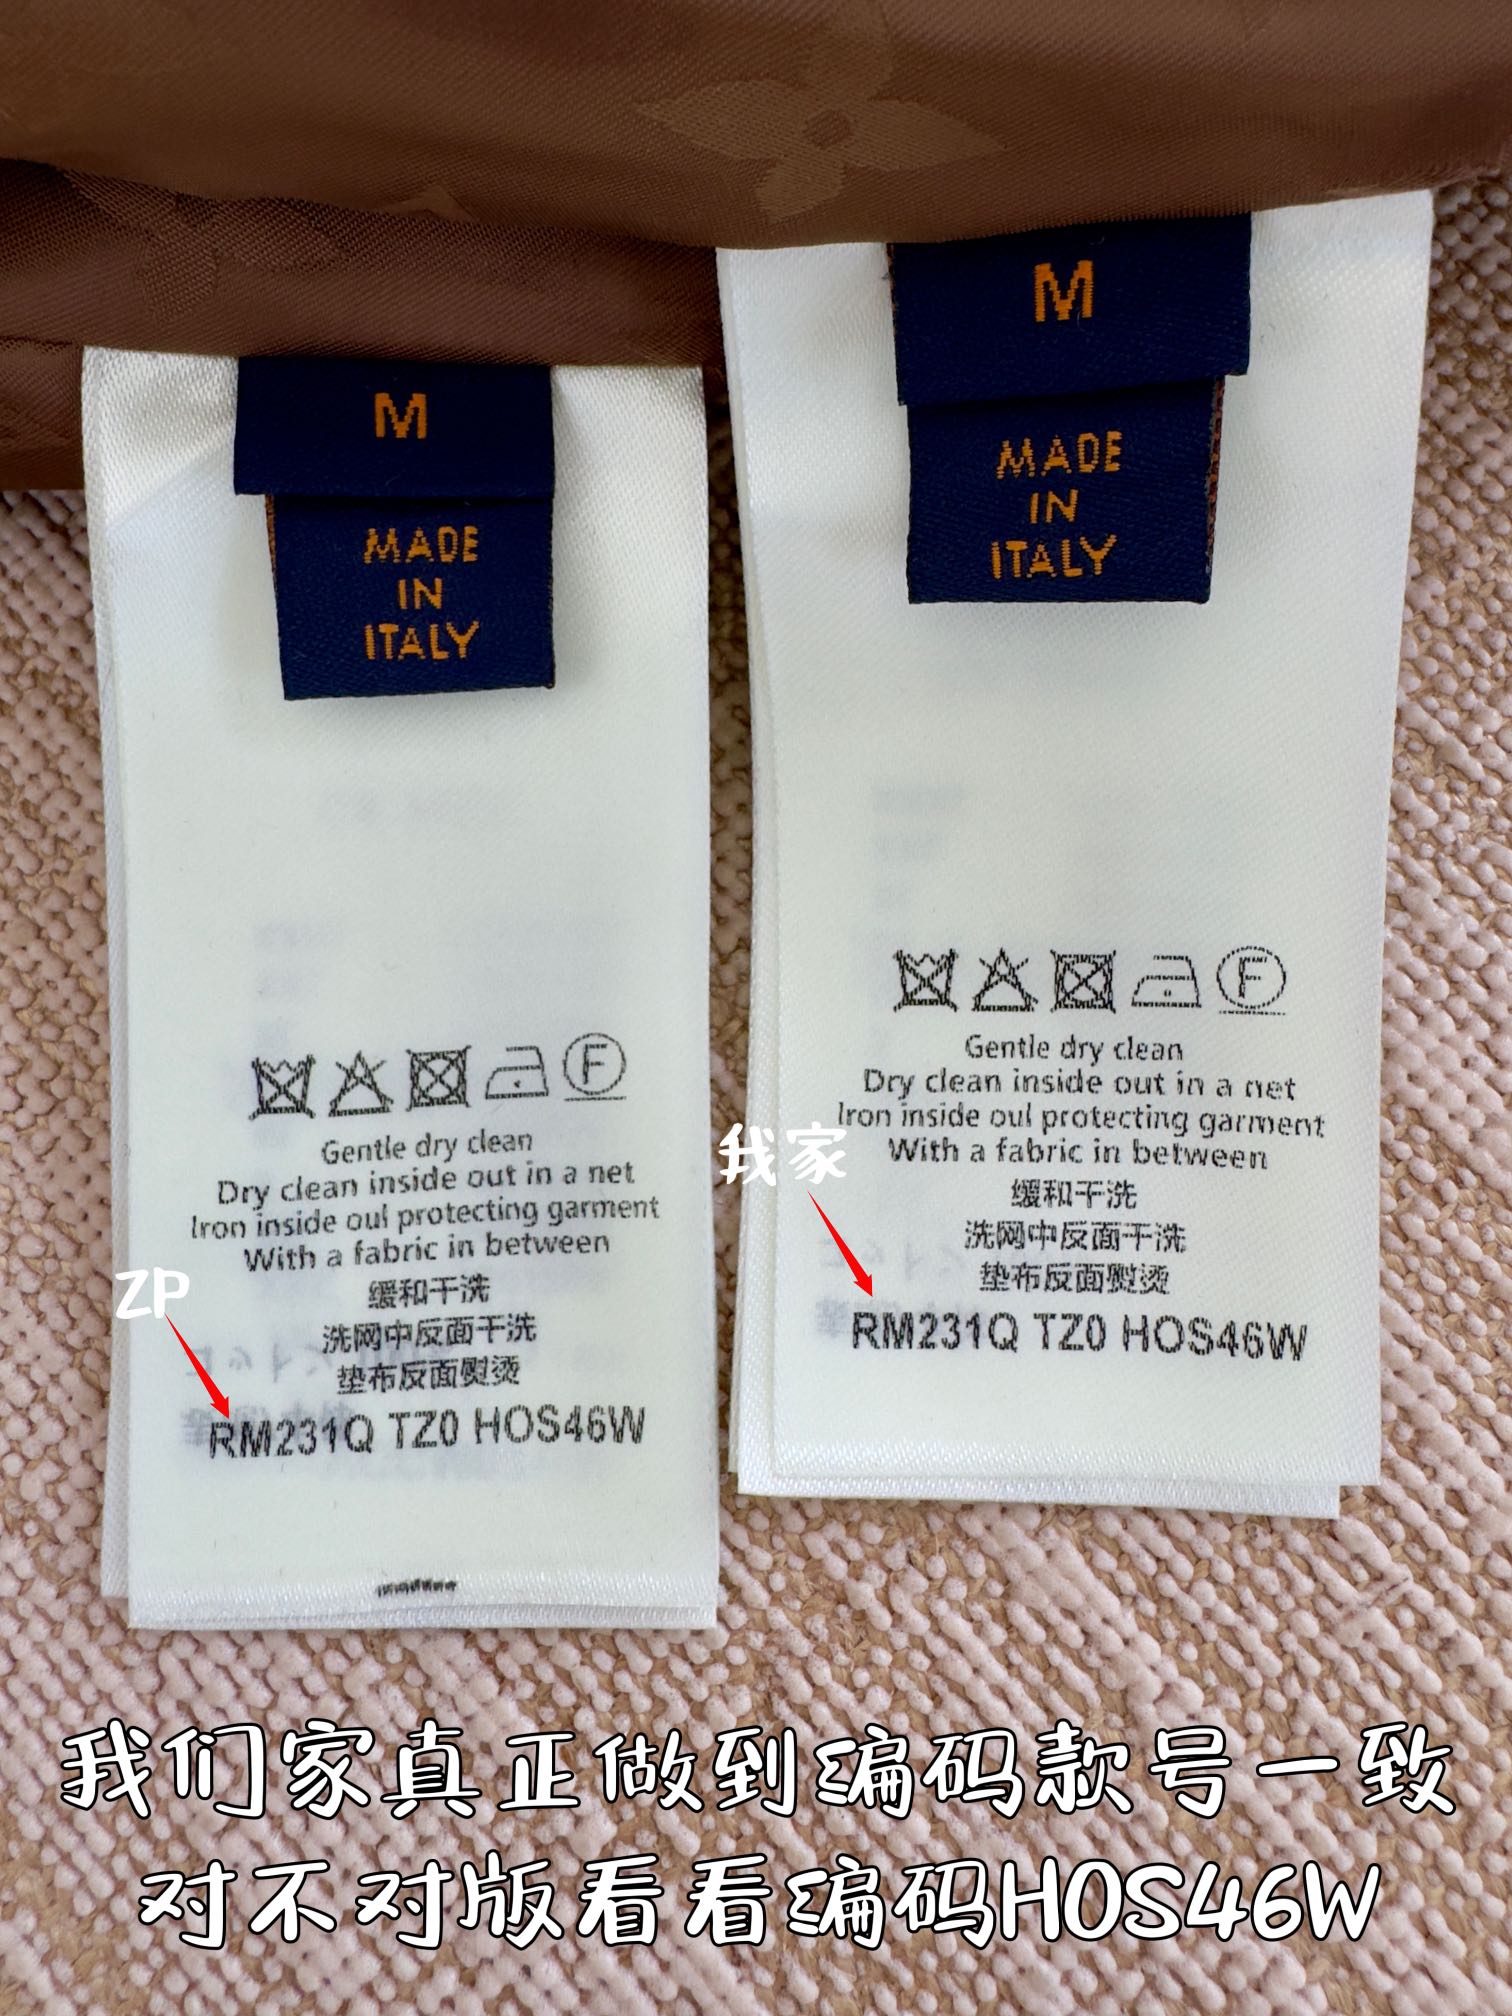 M
MADE
IN
ITALY
F
Gentle dry clean
Dry clean inside out in a net
Iron inside oul protecting garment
With a fabric in between
缓和干洗
洗网中反面干洗
垫布反面熨烫
ZP
RM231Q TZ0 HOS46W
M
MADE
IN
ITALY
F
Gentle dry clean
Dry clean inside out in a net
Iron inside oul protecting garment
With a fabric in between
缓和干洗
洗网中反面干洗
垫布反面熨烫
我家
RM231Q TZ0 HOS46W
我们家真正做到编码款号一致
对不对版看看编码HOS46W